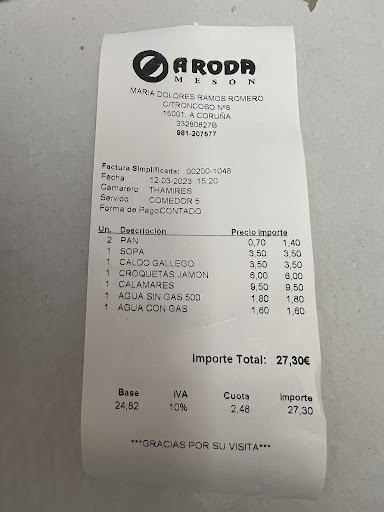 A RODA
MESON
MARIA DOLORES RAMOS ROMERO
C/TRONCOSO Nº8
15001, A CORUÑA
33280827B
981-207577
Factura Simplificada: 00200-1048
Fecha 12-03-2023 15:20
Camarero THAMIRES
Servido : COMEDOR 5
Forma de Pago CONTADO
Un. Descripción Precio Importe
2 PAN 0,70 1,40
1 SOPA 3,50 3,50
1 CALDO GALLEGO 3,50 3,50
1 CROQUETAS JAMON 6,00 6,00
1 CALAMARES 9,50 9,50
1 AGUA SIN GAS 500 1,80 1,80
1 AGUA CON GAS 1,60 1,60
Importe Total: 27,30€
Base IVA Cuota Importe
24,82 10% 2,48 27,30
***GRACIAS POR SU VISITA***